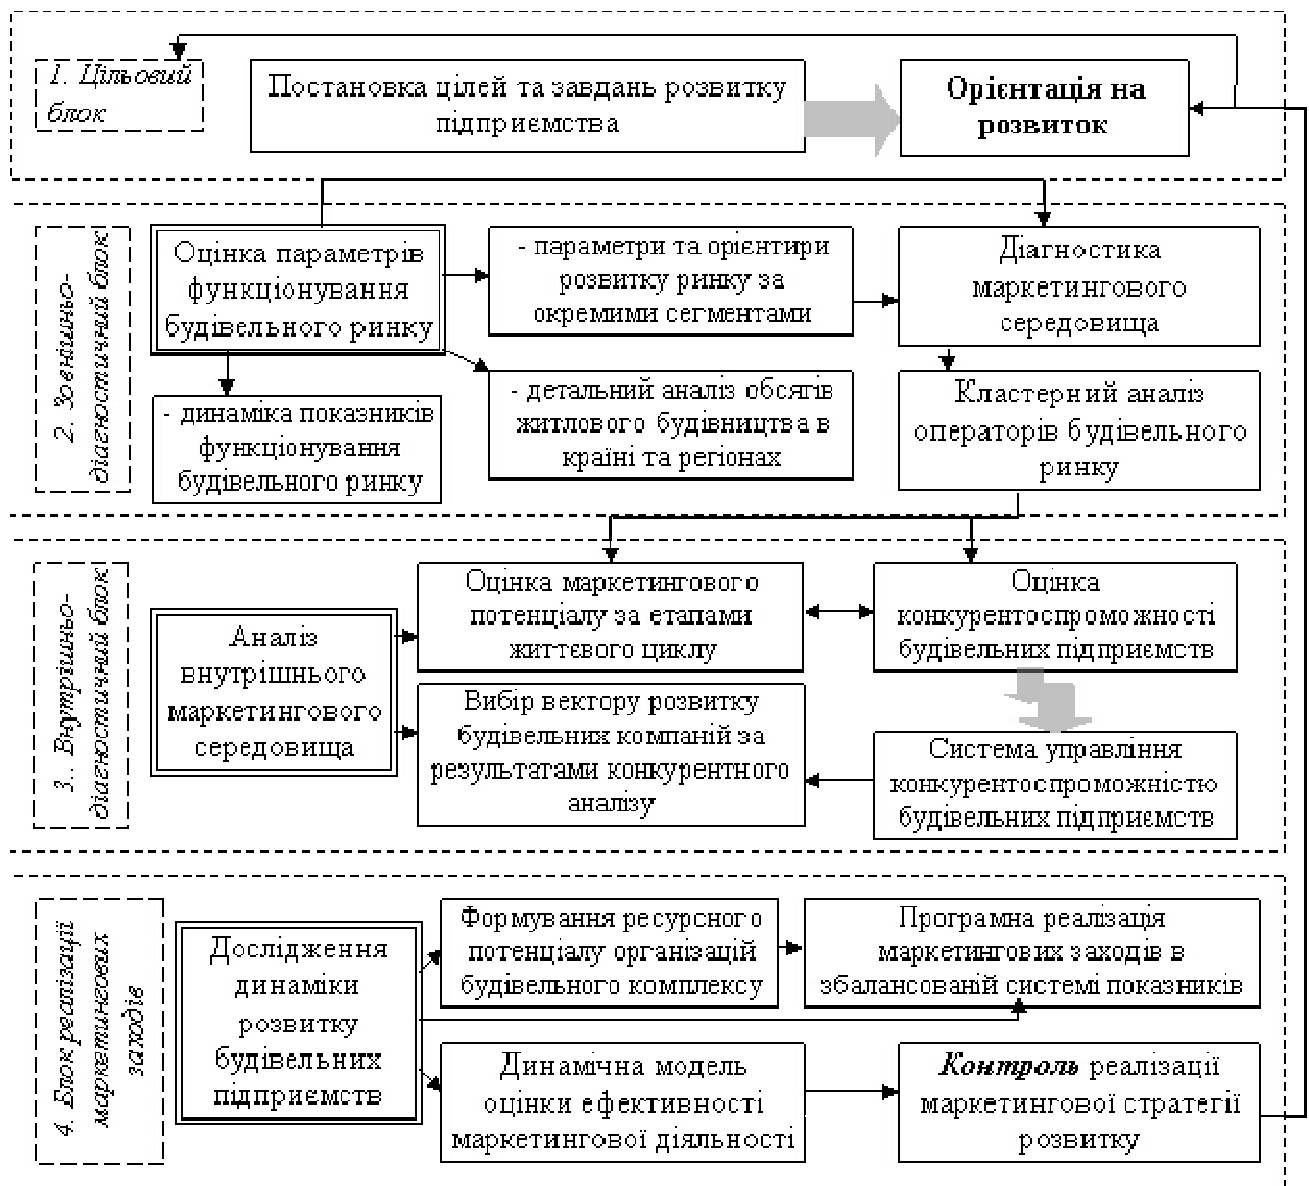 1. Цільовий
блок
Постановка цілей та завдань розвитку
підприємства
Орієнтація на
розвиток
2. Зовнішньо-
діагностичний блок
Оцінка параметрів
функціонування
будівельного ринку
- параметри та орієнтири
розвитку ринку за
окремими сегментами
Діагностика
маркетингового
середовища
- динаміка показників
функціонування
будівельного ринку
- детальний аналіз обсягів
житлового будівництва в
країні та регіонах
Кластерний аналіз
операторів будівельного
ринку
3.. Внутрішньо-
діагностичний блок
Аналіз
внутрішнього
маркетингового
середовища
Оцінка маркетингового
потенціалу за етапами
життєвого циклу
Оцінка
конкурентоспроможності
будівельних підприємств
Вибір вектору розвитку
будівельних компаній за
результатами конкурентного
аналізу
Система управління
конкурентоспроможністю
будівельних підприємств
4. Блок реалізації
маркетингових
заходів
Дослідження
динаміки
розвитку
будівельних
підприємств
Формування ресурсного
потенціалу організацій
будівельного комплексу
Програмна реалізація
маркетингових заходів в
збалансованій системі показників
Динамічна модель
оцінки ефективності
маркетингової діяльності
Контроль реалізації
маркетингової стратегії
розвитку